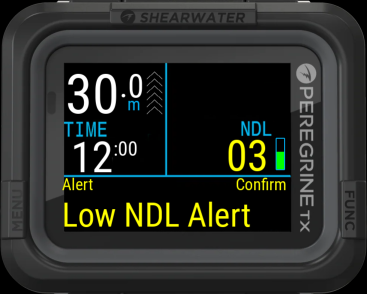 SHEARWATER
30.0
m
TIME
NDL
12:00
03
Alert
Confirm
Low NDL Alert
MENU
FUNC
PEREGRINE TX